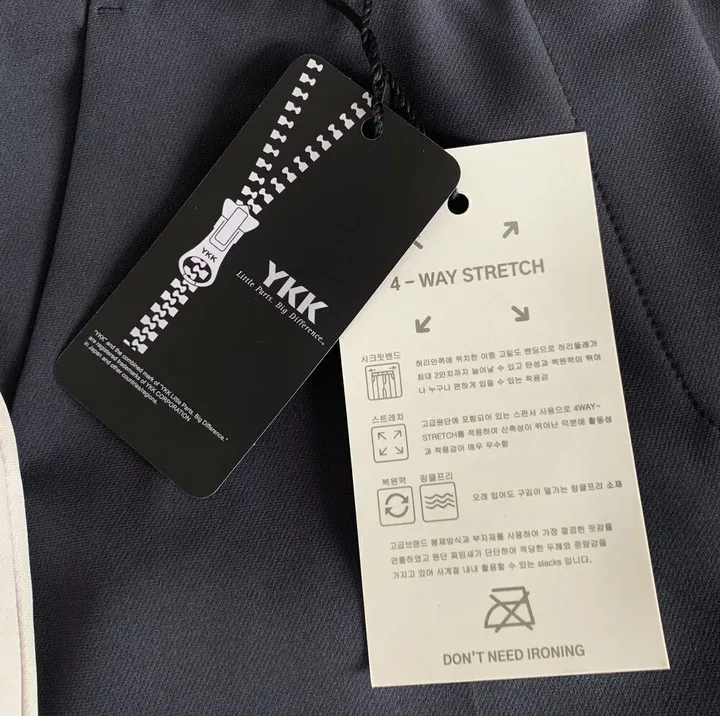 YKK
YKK
Little Parts. Big Difference.™
"YKK" and the combined mark of "YKK Little Parts. Big Difference."
are registered trademarks of YKK CORPORATION
in Japan and other countries/regions.
4 - WAY STRETCH
시크릿밴드
허리안쪽에 위치한 이중 고밀도 밴딩으로 허리둘레가
최대 2인치까지 늘어날 수 있고 탄성과 복원력이 뛰어
나 누구나 편하게 입을 수 있는 착용감
스트레치
고급원단에 포함되어 있는 스판사 사용으로 4WAY-
STRETCH를 적용하여 신축성이 뛰어난 덕분에 활동성
과 착용감이 매우 우수함
복원력 링클프리
오래 입어도 구김이 덜가는 링클프리 소재
고급브랜드 봉제방식과 부자재를 사용하여 가장 깔끔한 핏감을
연출하였고 원단 짜임새가 단단하여 적당한 두께와 중량감을
가지고 있어 사계절 내내 활용할 수 있는 slacks 입니다.
DON'T NEED IRONING